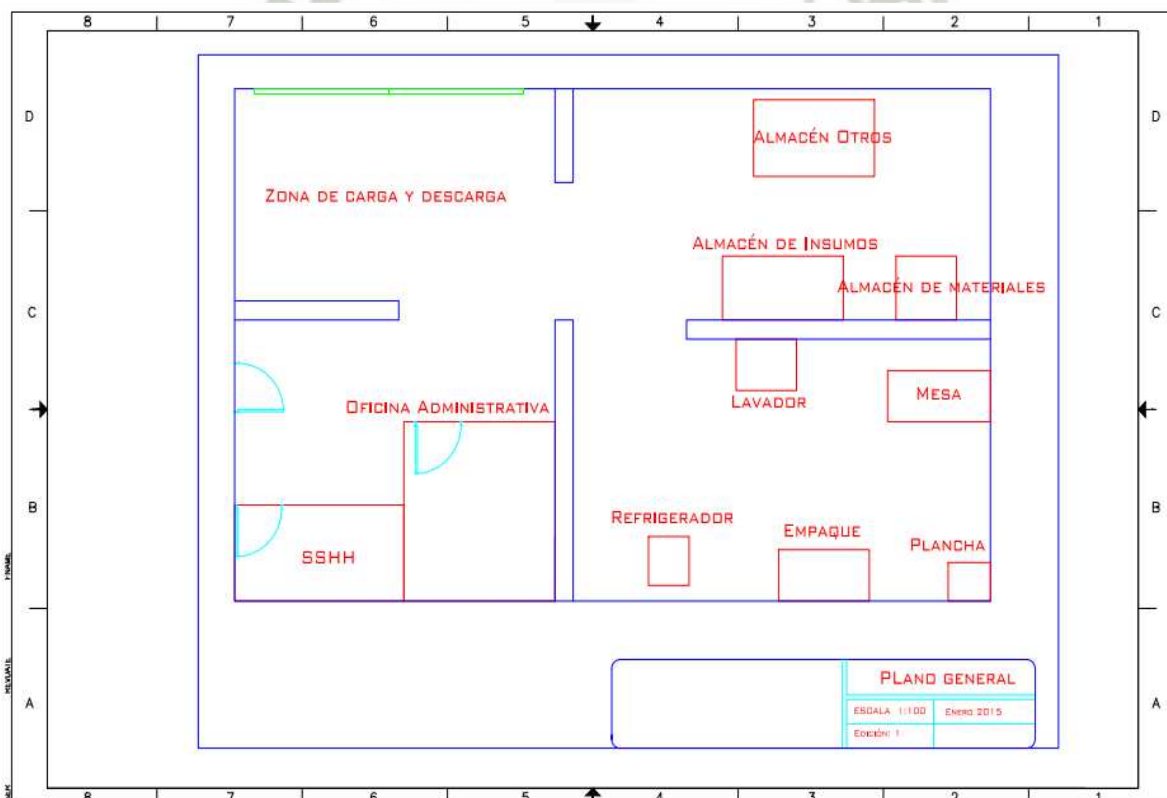 8 7 6 5 4 3 2 1
D D
ALMACÉN OTROS
ZONA DE CARGA Y DESCARGA
ALMACÉN DE INSUMOS
ALMACÉN DE MATERIALES
C C
LAVADOR
MESA
OFICINA ADMINISTRATIVA
B B
REFRIGERADOR
EMPAQUE
PLANCHA
SSHH
PLANO GENERAL
ESCALA 1:100
ENERO 2015
EDICIÓN: 1
A A
8 7 6 5 4 3 2 1